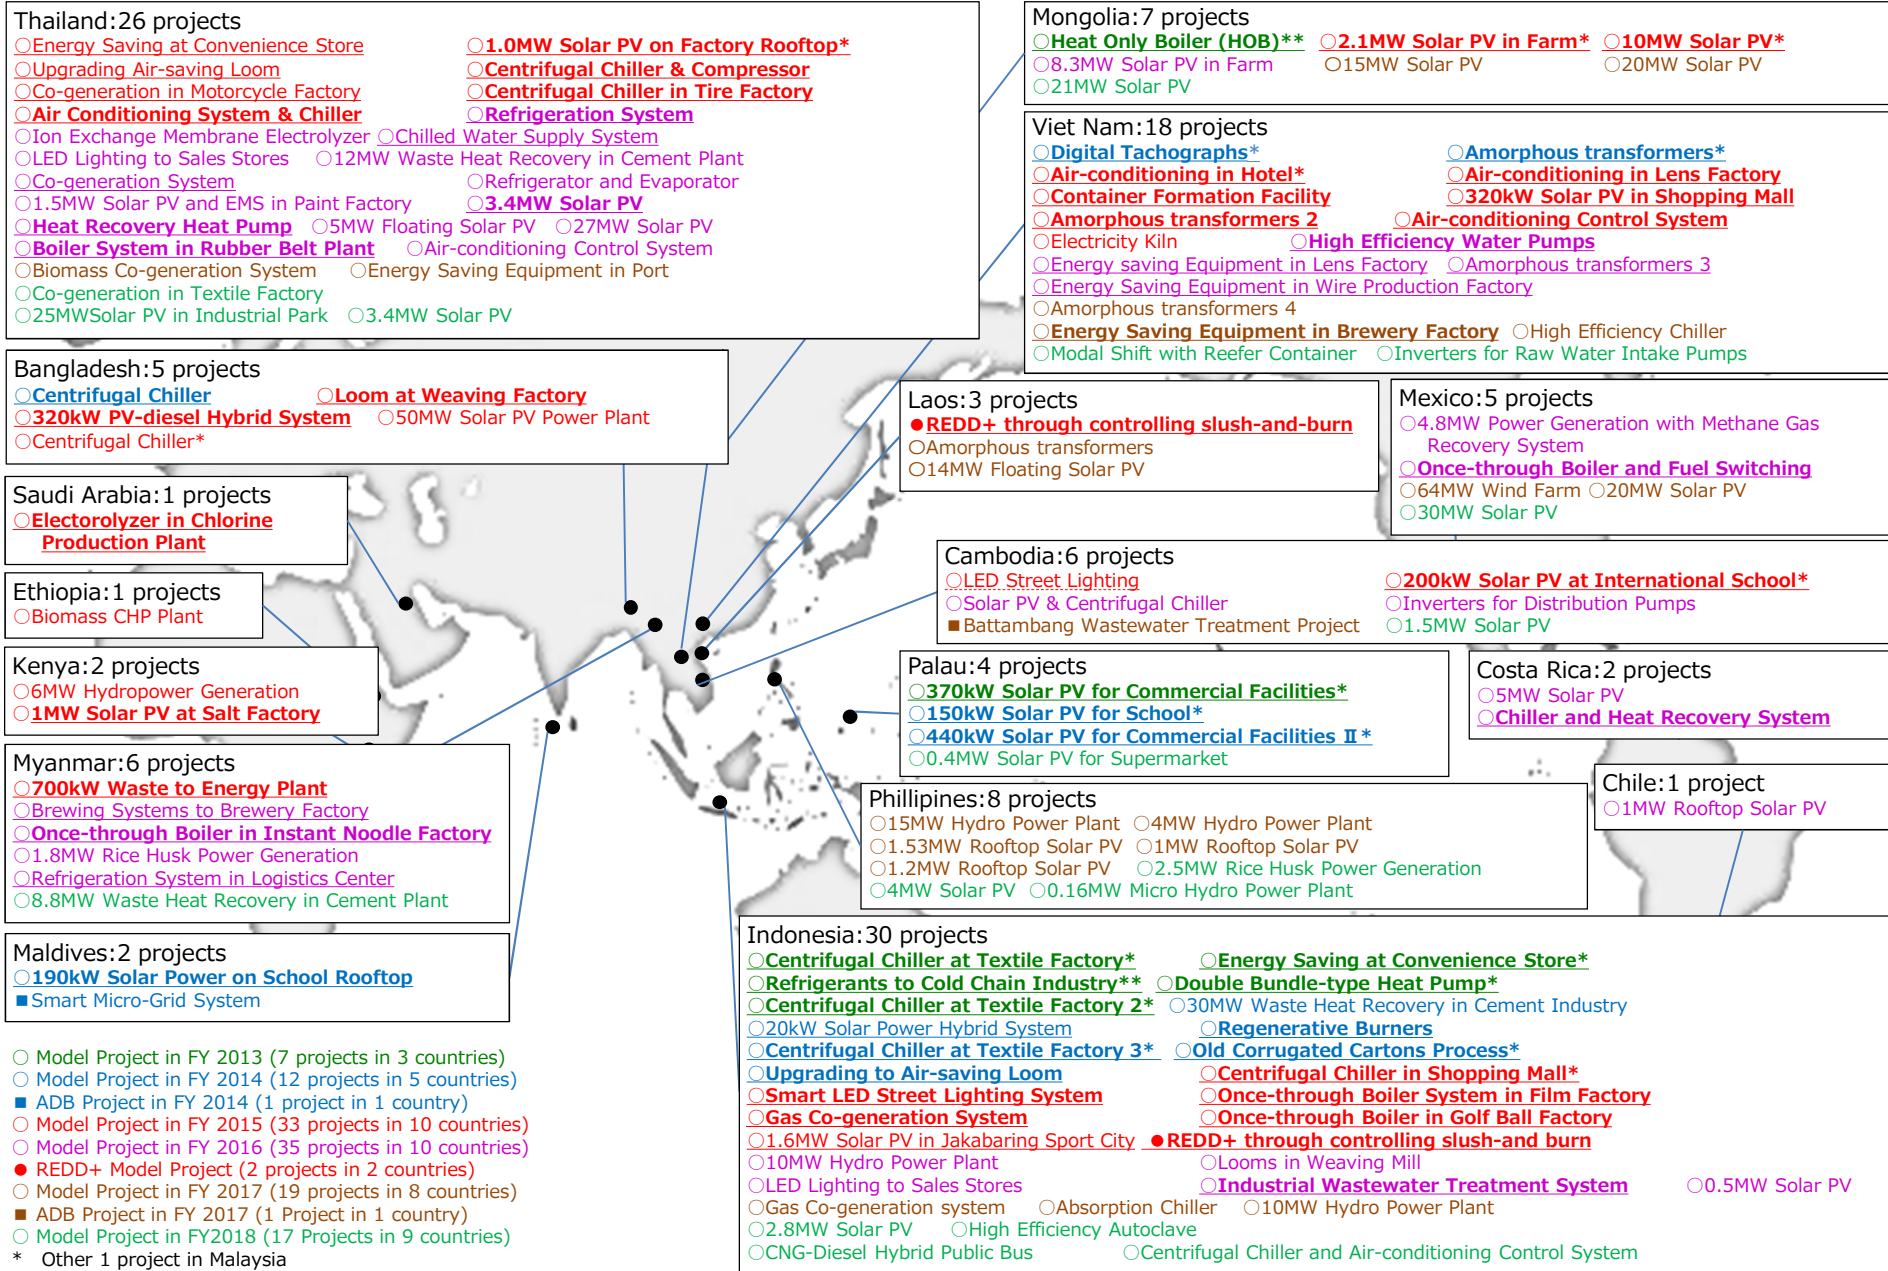 Thailand:26 projects
○Energy Saving at Convenience Store ○1.0MW Solar PV on Factory Rooftop*
○Upgrading Air-saving Loom ○Centrifugal Chiller & Compressor
○Co-generation in Motorcycle Factory ○Centrifugal Chiller in Tire Factory
○Air Conditioning System & Chiller ○Refrigeration System
○Ion Exchange Membrane Electrolyzer ○Chilled Water Supply System
○LED Lighting to Sales Stores ○12MW Waste Heat Recovery in Cement Plant
○Co-generation System ○Refrigerator and Evaporator
○1.5MW Solar PV and EMS in Paint Factory ○3.4MW Solar PV
○Heat Recovery Heat Pump ○5MW Floating Solar PV ○27MW Solar PV
○Boiler System in Rubber Belt Plant ○Air-conditioning Control System
○Biomass Co-generation System ○Energy Saving Equipment in Port
○Co-generation in Textile Factory
○25MWSolar PV in Industrial Park ○3.4MW Solar PV
Mongolia:7 projects
○Heat Only Boiler (HOB)** ○2.1MW Solar PV in Farm* ○10MW Solar PV*
○8.3MW Solar PV in Farm ○15MW Solar PV ○20MW Solar PV
○21MW Solar PV
Viet Nam:18 projects
○Digital Tachographs* ○Amorphous transformers*
○Air-conditioning in Hotel* ○Air-conditioning in Lens Factory
○Container Formation Facility ○320kW Solar PV in Shopping Mall
○Amorphous transformers 2 ○Air-conditioning Control System
○Electricity Kiln ○High Efficiency Water Pumps
○Energy saving Equipment in Lens Factory ○Amorphous transformers 3
○Energy Saving Equipment in Wire Production Factory
○Amorphous transformers 4
○Energy Saving Equipment in Brewery Factory ○High Efficiency Chiller
○Modal Shift with Reefer Container ○Inverters for Raw Water Intake Pumps
Bangladesh:5 projects
○Centrifugal Chiller ○Loom at Weaving Factory
○320kW PV-diesel Hybrid System ○50MW Solar PV Power Plant
○Centrifugal Chiller*
Laos:3 projects
●REDD+ through controlling slush-and-burn
○Amorphous transformers
○14MW Floating Solar PV
Mexico:5 projects
○4.8MW Power Generation with Methane Gas
Recovery System
○Once-through Boiler and Fuel Switching
○64MW Wind Farm ○20MW Solar PV
○30MW Solar PV
Saudi Arabia:1 projects
○Electorolyzer in Chlorine
Production Plant
Cambodia:6 projects
○LED Street Lighting ○200kW Solar PV at International School*
○Solar PV & Centrifugal Chiller ○Inverters for Distribution Pumps
■Battambang Wastewater Treatment Project ○1.5MW Solar PV
Ethiopia:1 projects
○Biomass CHP Plant
Kenya:2 projects
○6MW Hydropower Generation
○1MW Solar PV at Salt Factory
Palau:4 projects
○370kW Solar PV for Commercial Facilities*
○150kW Solar PV for School*
○440kW Solar PV for Commercial Facilities Ⅱ*
○0.4MW Solar PV for Supermarket
Costa Rica:2 projects
○5MW Solar PV
○Chiller and Heat Recovery System
Myanmar:6 projects
○700kW Waste to Energy Plant
○Brewing Systems to Brewery Factory
○Once-through Boiler in Instant Noodle Factory
○1.8MW Rice Husk Power Generation
○Refrigeration System in Logistics Center
○8.8MW Waste Heat Recovery in Cement Plant
Phillipines:8 projects
○15MW Hydro Power Plant ○4MW Hydro Power Plant
○1.53MW Rooftop Solar PV ○1MW Rooftop Solar PV
○1.2MW Rooftop Solar PV ○2.5MW Rice Husk Power Generation
○4MW Solar PV ○0.16MW Micro Hydro Power Plant
Chile:1 project
○1MW Rooftop Solar PV
Maldives:2 projects
○190kW Solar Power on School Rooftop
■Smart Micro-Grid System
Indonesia:30 projects
○Centrifugal Chiller at Textile Factory* ○Energy Saving at Convenience Store*
○Refrigerants to Cold Chain Industry** ○Double Bundle-type Heat Pump*
○Centrifugal Chiller at Textile Factory 2* ○30MW Waste Heat Recovery in Cement Industry
○20kW Solar Power Hybrid System ○Regenerative Burners
○Centrifugal Chiller at Textile Factory 3* ○Old Corrugated Cartons Process*
○Upgrading to Air-saving Loom ○Centrifugal Chiller in Shopping Mall*
○Smart LED Street Lighting System ○Once-through Boiler System in Film Factory
○Gas Co-generation System ○Once-through Boiler in Golf Ball Factory
○1.6MW Solar PV in Jakabaring Sport City ●REDD+ through controlling slush-and burn
○10MW Hydro Power Plant ○Looms in Weaving Mill
○LED Lighting to Sales Stores ○Industrial Wastewater Treatment System ○0.5MW Solar PV
○Gas Co-generation system ○Absorption Chiller ○10MW Hydro Power Plant
○2.8MW Solar PV ○High Efficiency Autoclave
○CNG-Diesel Hybrid Public Bus ○Centrifugal Chiller and Air-conditioning Control System
○ Model Project in FY 2013 (7 projects in 3 countries)
○ Model Project in FY 2014 (12 projects in 5 countries)
■ ADB Project in FY 2014 (1 project in 1 country)
○ Model Project in FY 2015 (33 projects in 10 countries)
○ Model Project in FY 2016 (35 projects in 10 countries)
● REDD+ Model Project (2 projects in 2 countries)
○ Model Project in FY 2017 (19 projects in 8 countries)
■ ADB Project in FY 2017 (1 Project in 1 country)
○ Model Project in FY2018 (17 Projects in 9 countries)
* Other 1 project in Malaysia